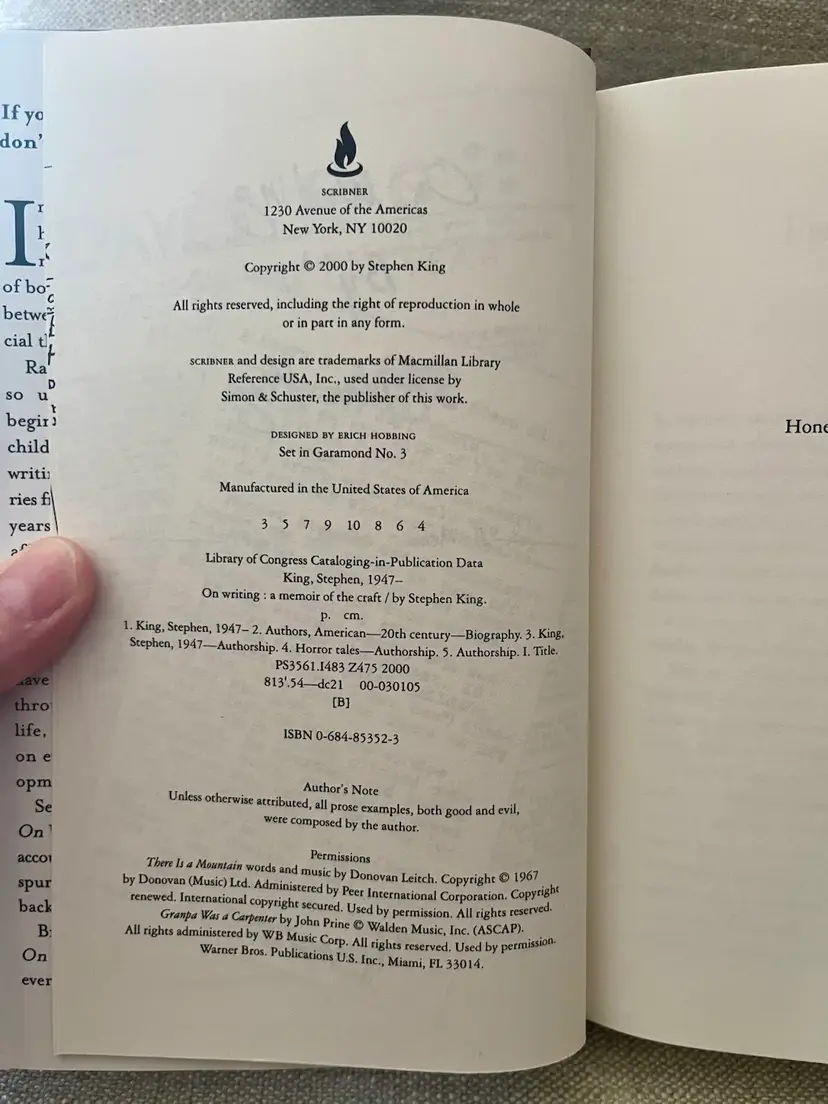 If yo
don'
In
of bo
betwe
cial t
Ra
so u
begin
child
writi
ries fi
years
thro
life,
on e
opm
Se
On
accou
spur
back
On
ever
SCRIBNER
1230 Avenue of the Americas
New York, NY 10020
Copyright © 2000 by Stephen King
All rights reserved, including the right of reproduction in whole
or in part in any form.
SCRIBNER and design are trademarks of Macmillan Library
Reference USA, Inc., used under license by
Simon & Schuster, the publisher of this work.
DESIGNED BY ERICH HOBBING
Set in Garamond No. 3
Manufactured in the United States of America
3 5 7 9 10 8 6 4
Library of Congress Cataloging-in-Publication Data
King, Stephen, 1947–
On writing : a memoir of the craft / by Stephen King.
p. cm.
1. King, Stephen, 1947– 2. Authors, American—20th century—Biography. 3. King,
Stephen, 1947—Authorship. 4. Horror tales—Authorship. 5. Authorship. I. Title.
PS3561.I483 Z475 2000
813'.54—dc21 00-030105
[B]
ISBN 0-684-85352-3
Author's Note
Unless otherwise attributed, all prose examples, both good and evil,
were composed by the author.
Permissions
There Is a Mountain words and music by Donovan Leitch. Copyright © 1967
by Donovan (Music) Ltd. Administered by Peer International Corporation. Copyright
renewed. International copyright secured. Used by permission. All rights reserved.
Granpa Was a Carpenter by John Prine © Walden Music, Inc. (ASCAP).
All rights administered by WB Music Corp. All rights reserved. Used by permission.
Warner Bros. Publications U.S. Inc., Miami, FL 33014.
Hone